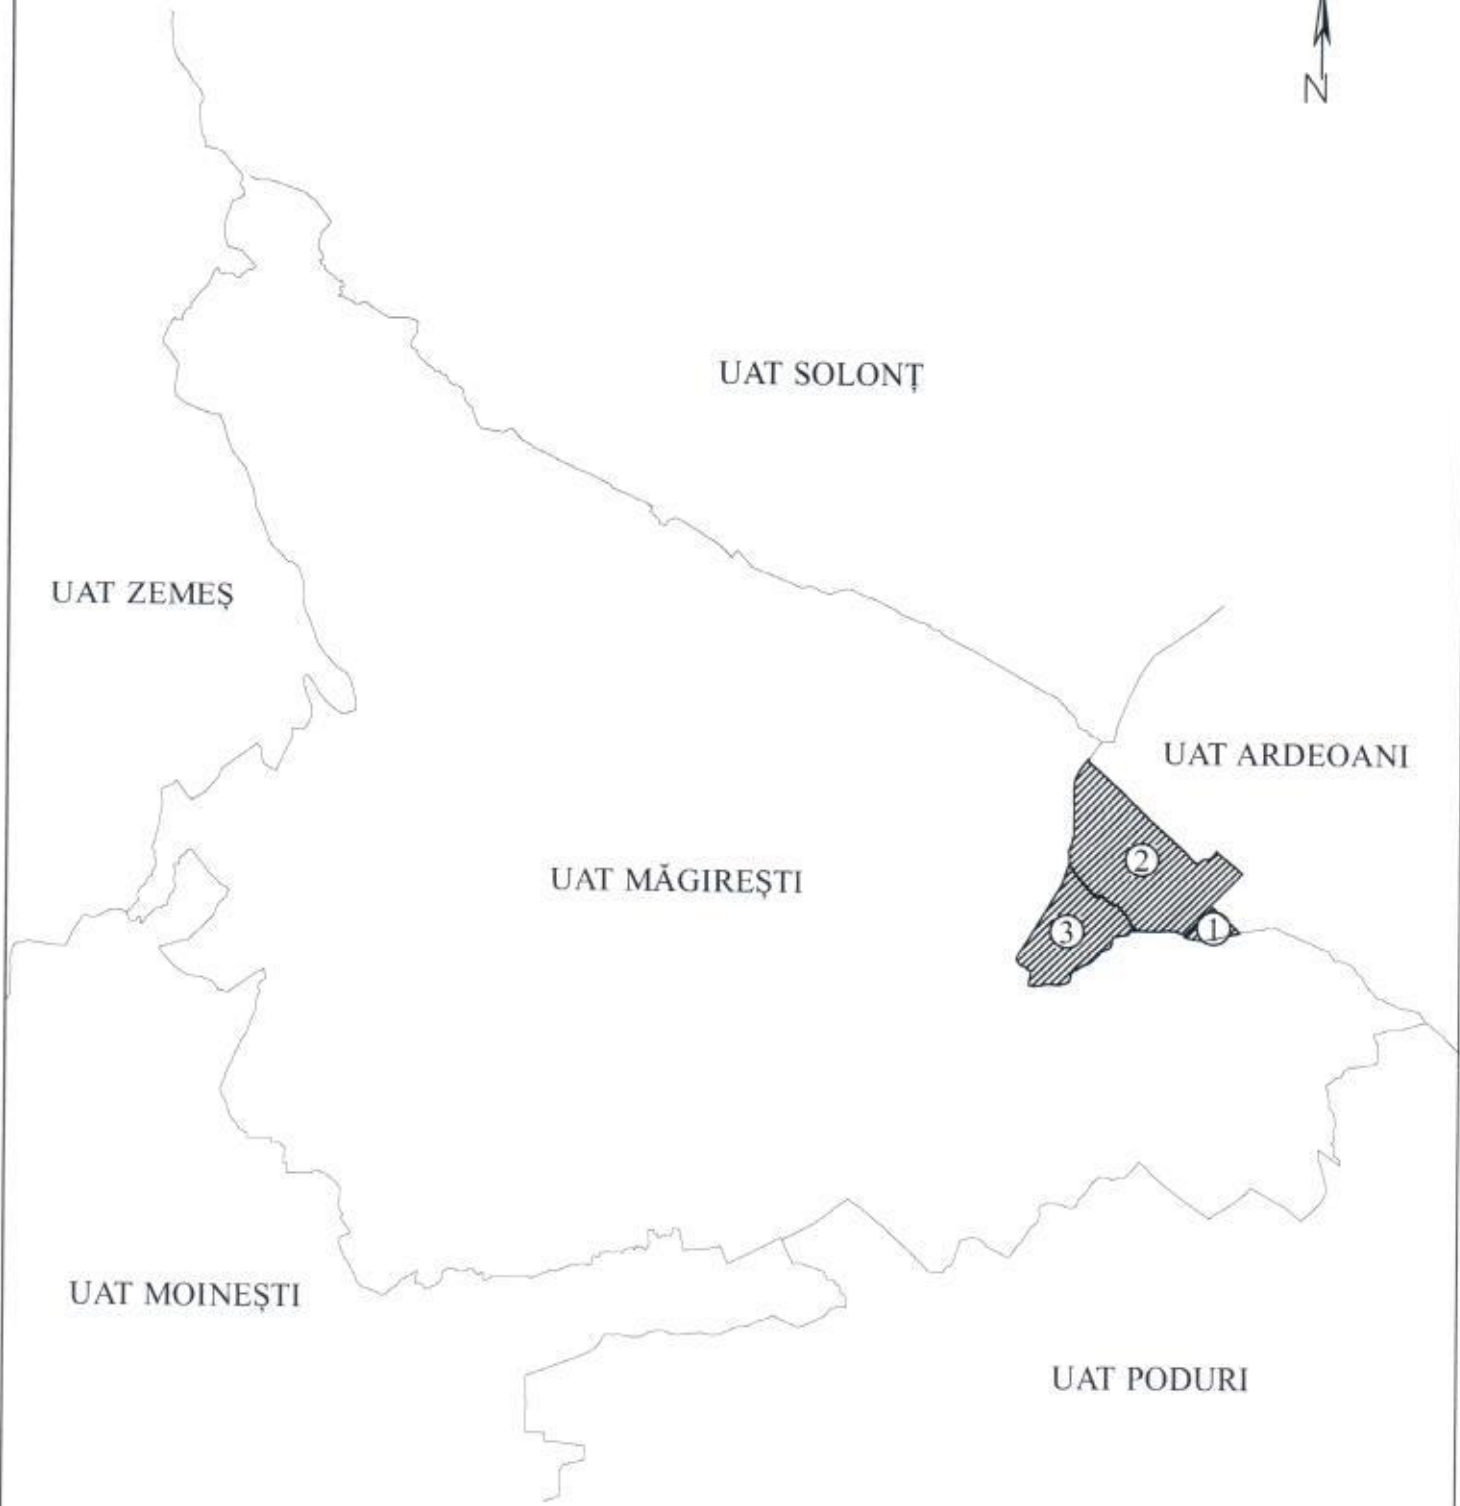 N
UAT SOLONȚ
UAT ZEMEȘ
UAT ARDEOANI
2
UAT MĂGIREȘTI
3
1
UAT MOINEȘTI
UAT PODURI